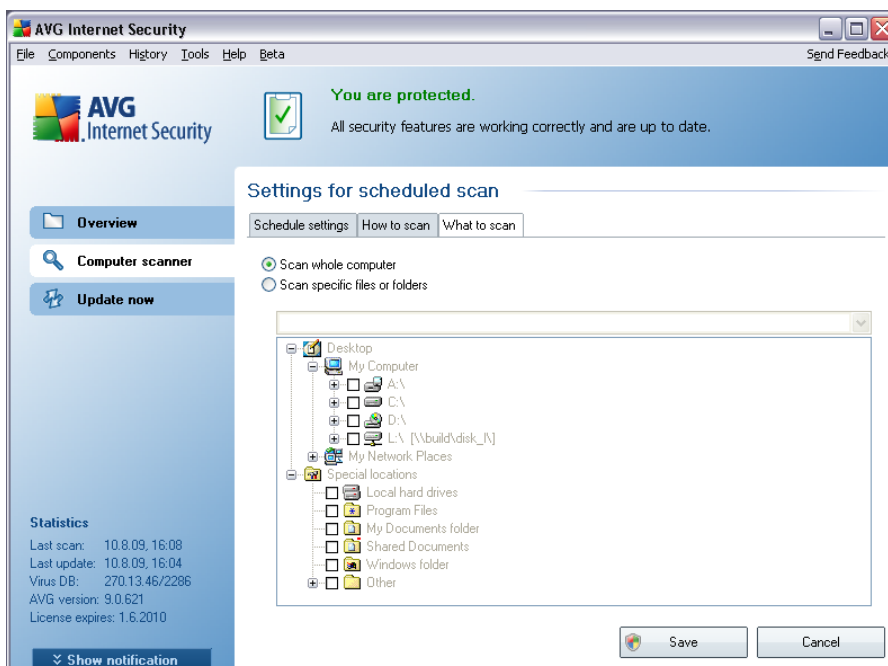 AVG Internet Security
File Components History Tools Help Beta Send Feedback
AVG
Internet Security
You are protected.
All security features are working correctly and are up to date.
Settings for scheduled scan
Overview
Computer scanner
Update now
Schedule settings How to scan What to scan
Scan whole computer
Scan specific files or folders
Desktop
My Computer
A:\
C:\
D:\
L:\ [\\build\disk_l\]
My Network Places
Special locations
Local hard drives
Program Files
My Documents folder
Shared Documents
Windows folder
Other
Statistics
Last scan: 10.8.09, 16:08
Last update: 10.8.09, 16:04
Virus DB: 270.13.46/2286
AVG version: 9.0.621
License expires: 1.6.2010
Show notification
Save Cancel